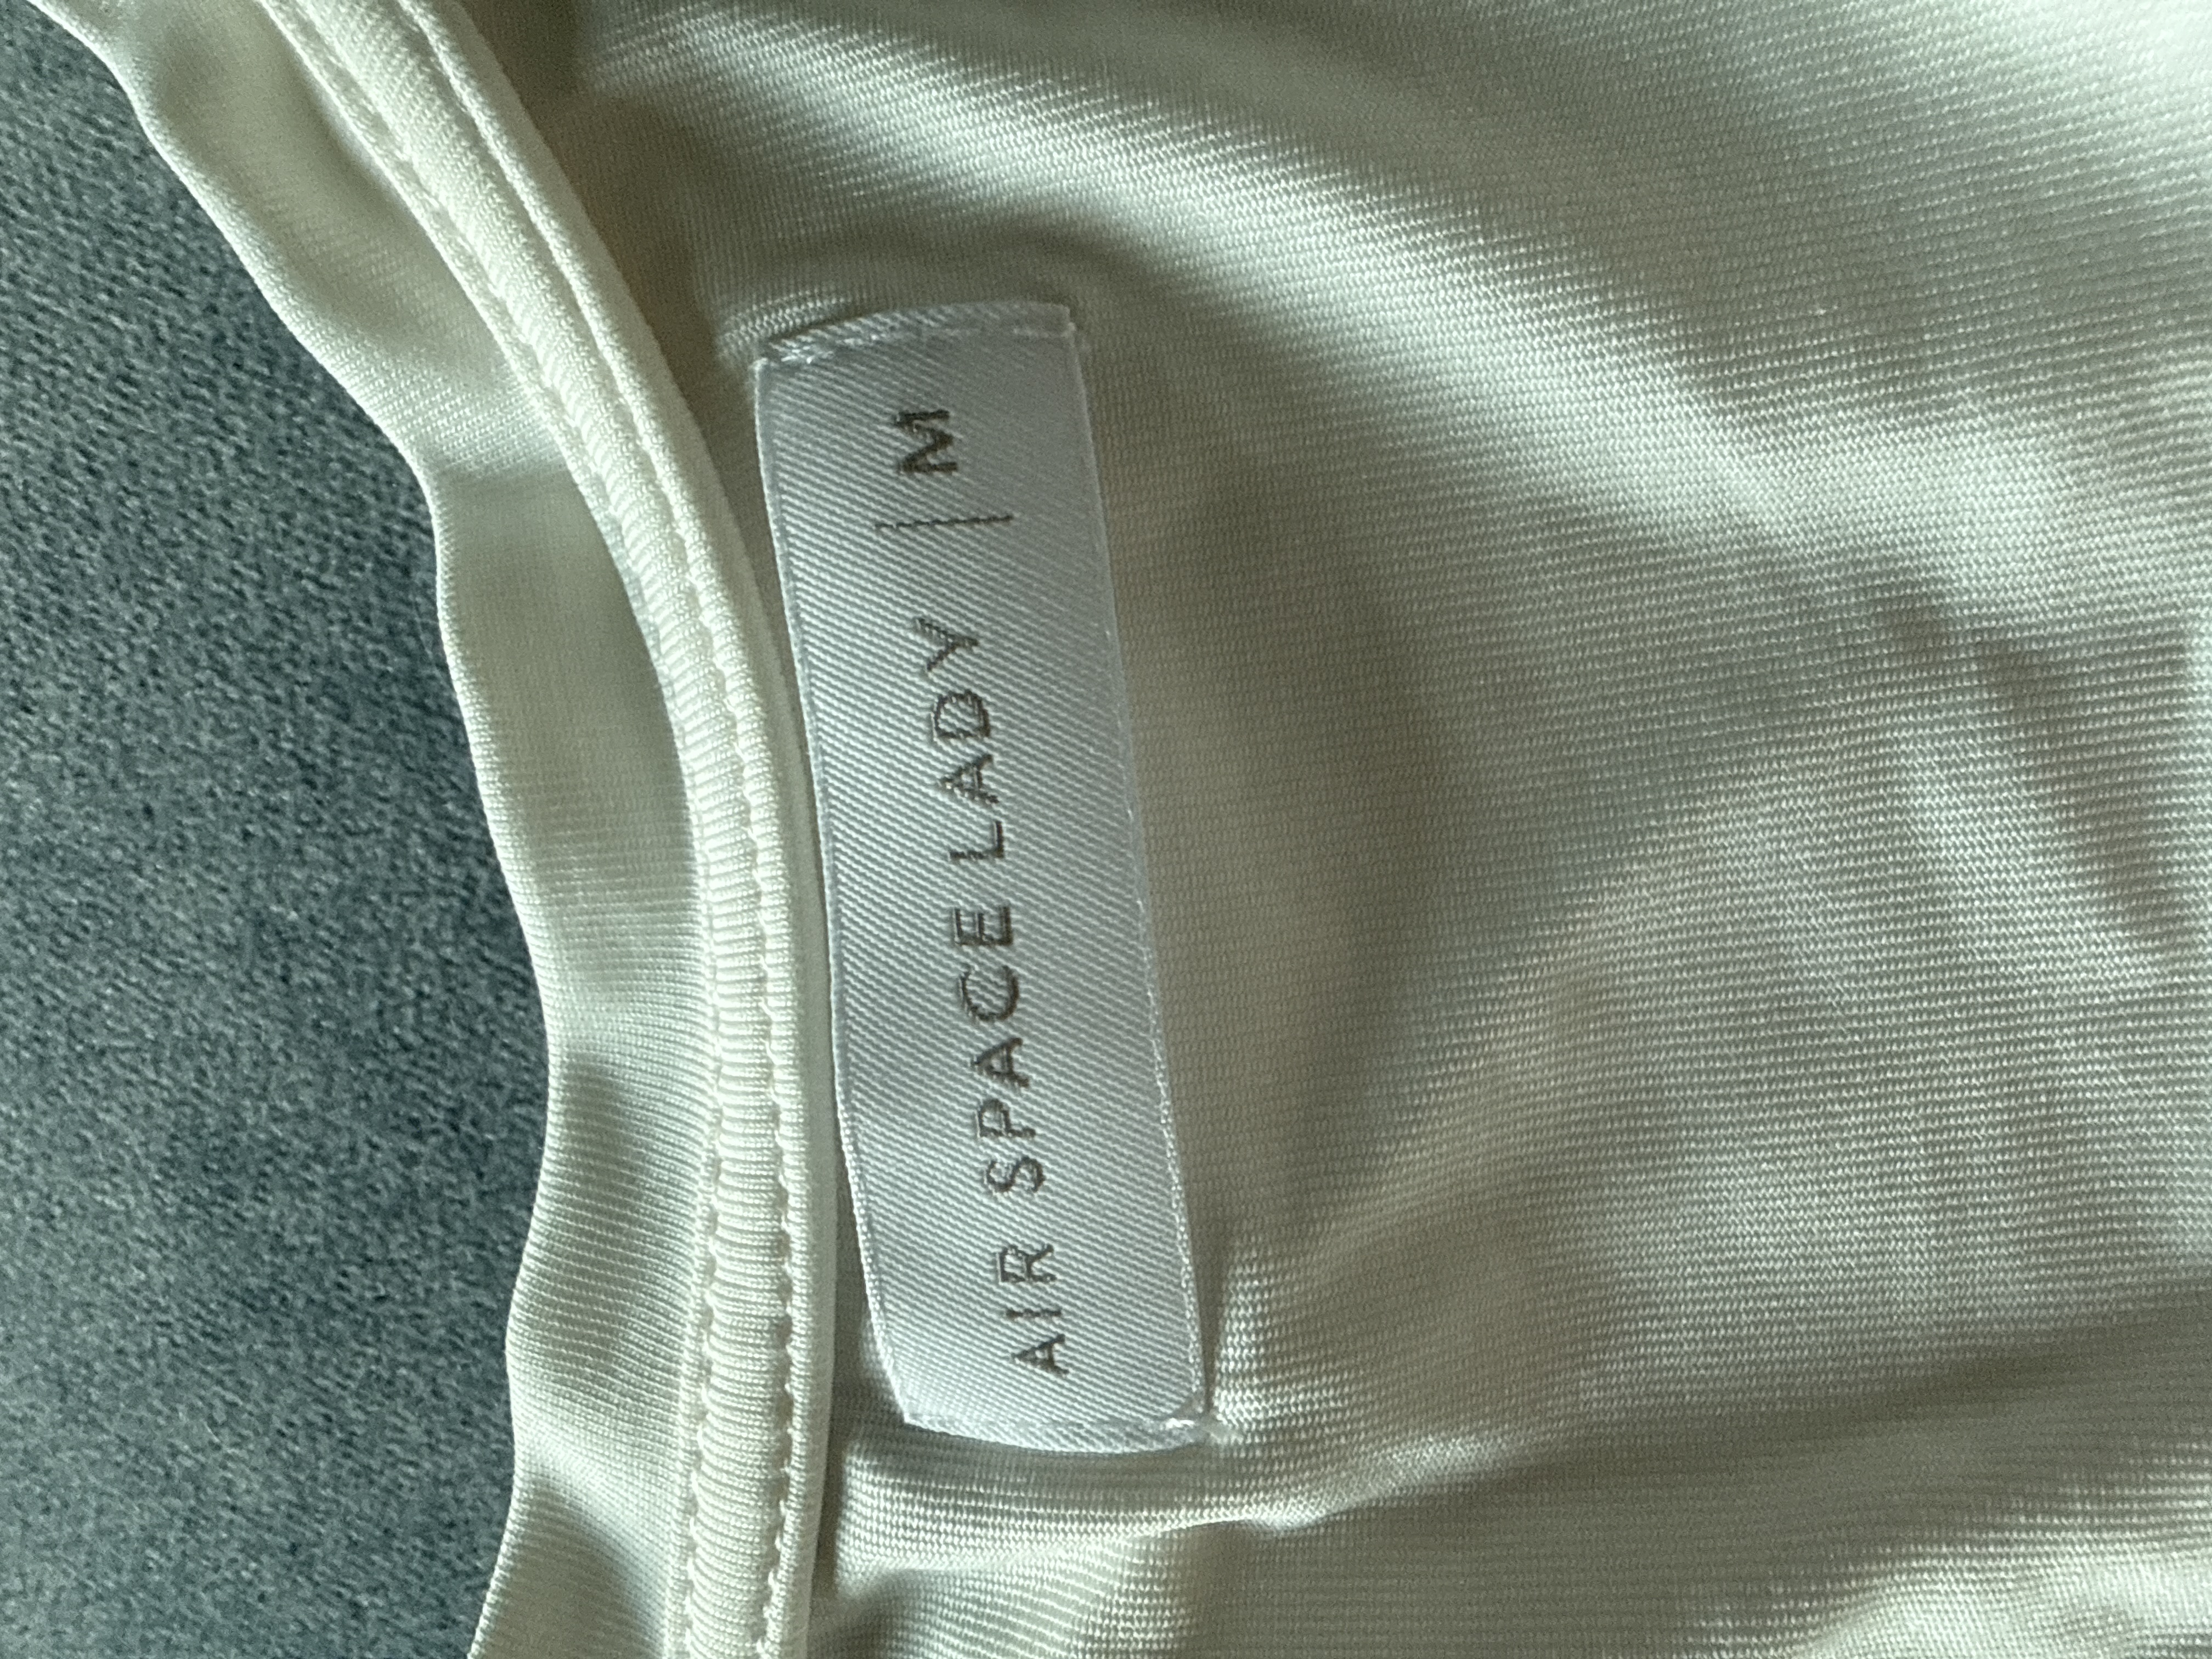 AIR SPACE LADY | M